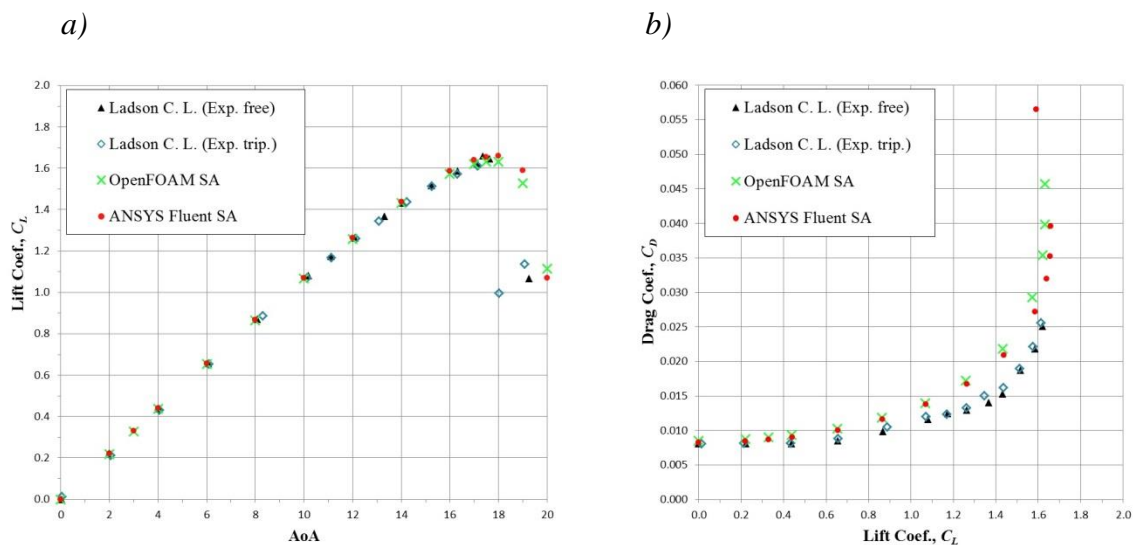 a)
2.0
1.8
1.6
1.4
1.2
1.0
0.8
0.6
0.4
0.2
0.0
Lift Coef., C_L
Ladson C. L. (Exp. free)
Ladson C. L. (Exp. trip.)
OpenFOAM SA
ANSYS Fluent SA
0 2 4 6 8 10 12 14 16 18 20
AoA
b)
0.060
0.055
0.050
0.045
0.040
0.035
0.030
0.025
0.020
0.015
0.010
0.005
0.000
Drag Coef., C_D
Ladson C. L. (Exp. free)
Ladson C. L. (Exp. trip.)
OpenFOAM SA
ANSYS Fluent SA
0.0 0.2 0.4 0.6 0.8 1.0 1.2 1.4 1.6 1.8 2.0
Lift Coef., C_L